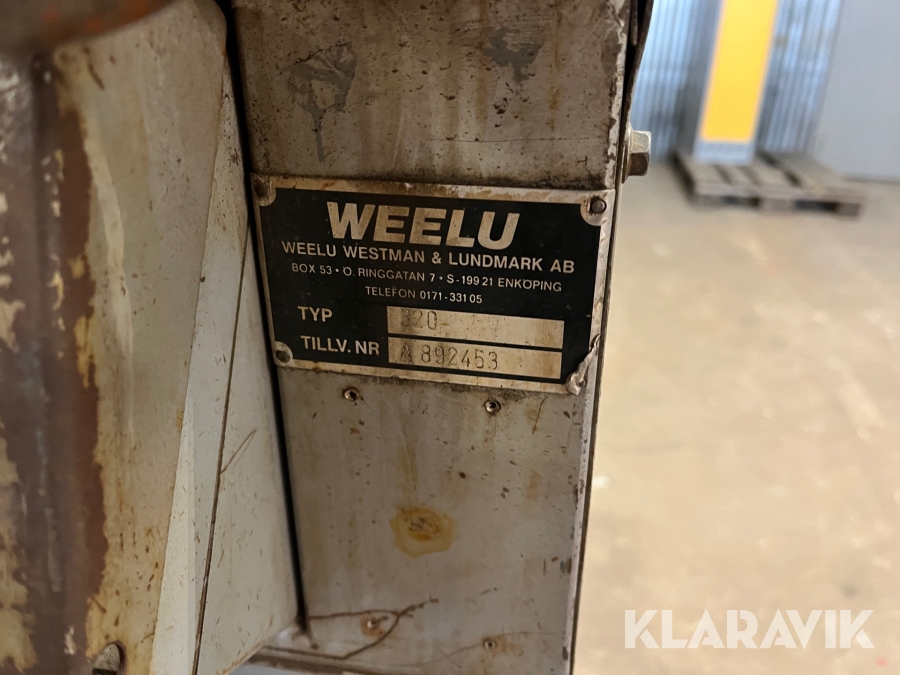 WEELU
WEELU WESTMAN & LUNDMARK AB
BOX 53 • Ö. RINGGATAN 7 • S-199 21 ENKÖPING
TELEFON 0171-331 05
TYP
TILLV. NR A 892453
KLARAVIK